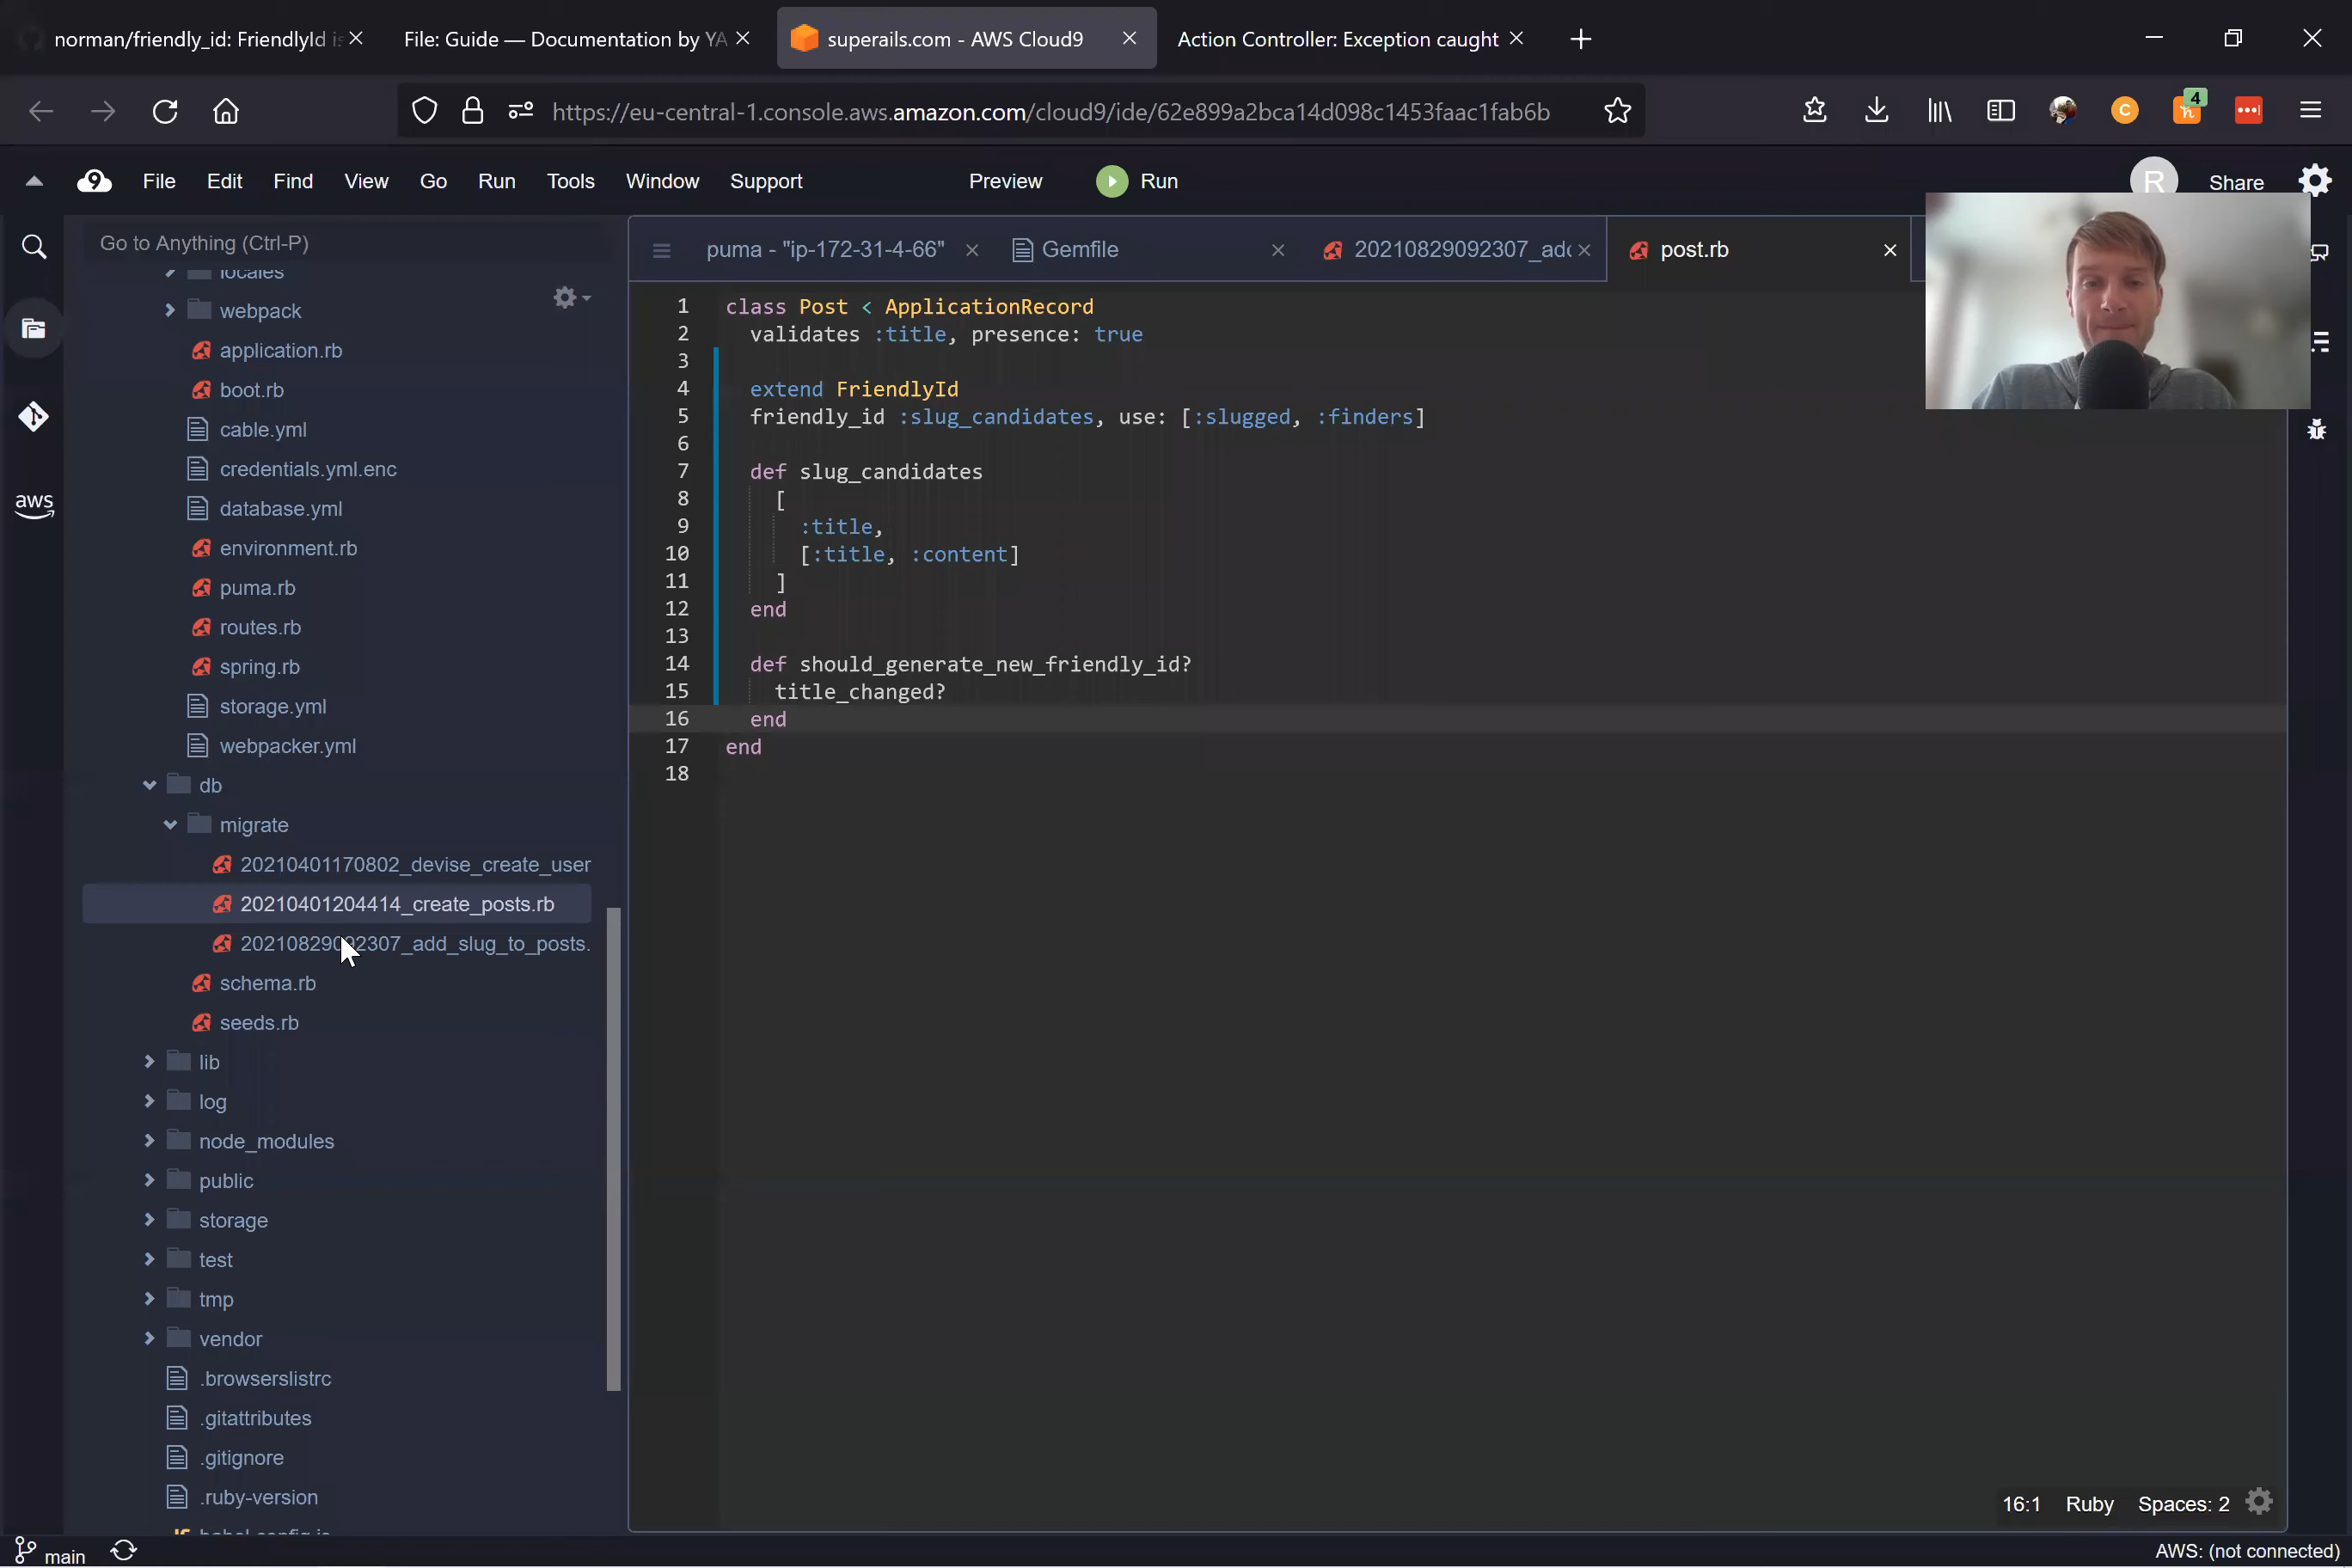 norman/friendly_id: FriendlyId is
File: Guide — Documentation by YA
superails.com - AWS Cloud9
Action Controller: Exception caught
https://eu-central-1.console.aws.amazon.com/cloud9/ide/62e899a2bca14d098c1453faac1fab6b
4
File Edit Find View Go Run Tools Window Support Preview Run
R Share
Go to Anything (Ctrl-P)
puma - "ip-172-31-4-66"
Gemfile
20210829092307_add
post.rb
locales
webpack
application.rb
boot.rb
cable.yml
credentials.yml.enc
database.yml
environment.rb
puma.rb
routes.rb
spring.rb
storage.yml
webpacker.yml
db
migrate
20210401170802_devise_create_user
20210401204414_create_posts.rb
20210829092307_add_slug_to_posts.
schema.rb
seeds.rb
lib
log
node_modules
public
storage
test
tmp
vendor
.browserslistrc
.gitattributes
.gitignore
.ruby-version
aws
1 class Post < ApplicationRecord
2 validates :title, presence: true
3
4 extend FriendlyId
5 friendly_id :slug_candidates, use: [:slugged, :finders]
6
7 def slug_candidates
8 [
9 :title,
10 [:title, :content]
11 ]
12 end
13
14 def should_generate_new_friendly_id?
15 title_changed?
16 end
17 end
18
16:1 Ruby Spaces: 2
main
AWS: (not connected)